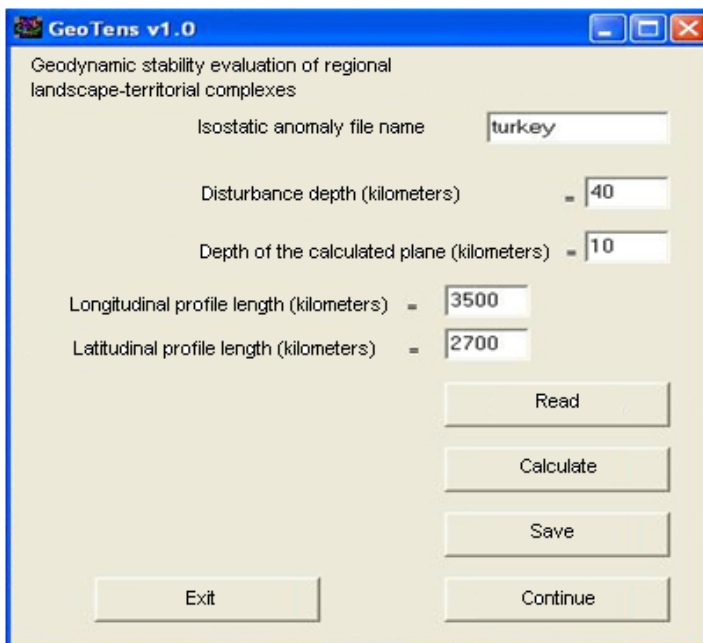 GeoTens v1.0
Geodynamic stability evaluation of regional
landscape-territorial complexes
Isostatic anomaly file name turkey
Disturbance depth (kilometers) = 40
Depth of the calculated plane (kilometers) = 10
Longitudinal profile length (kilometers) = 3500
Latitudinal profile length (kilometers) = 2700
Read
Calculate
Save
Exit Continue